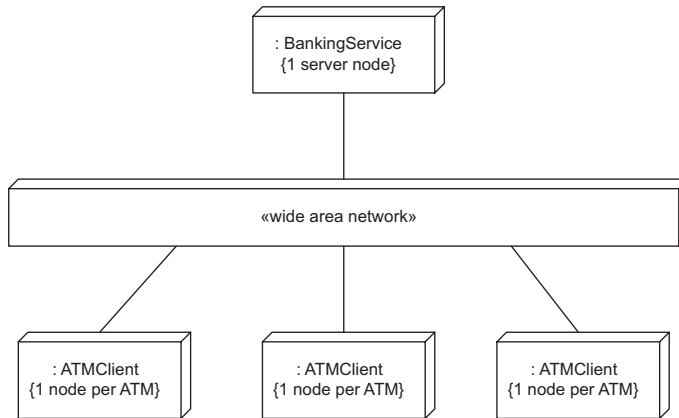 : BankingService
{1 server node}
«wide area network»
: ATMClient
{1 node per ATM}
: ATMClient
{1 node per ATM}
: ATMClient
{1 node per ATM}